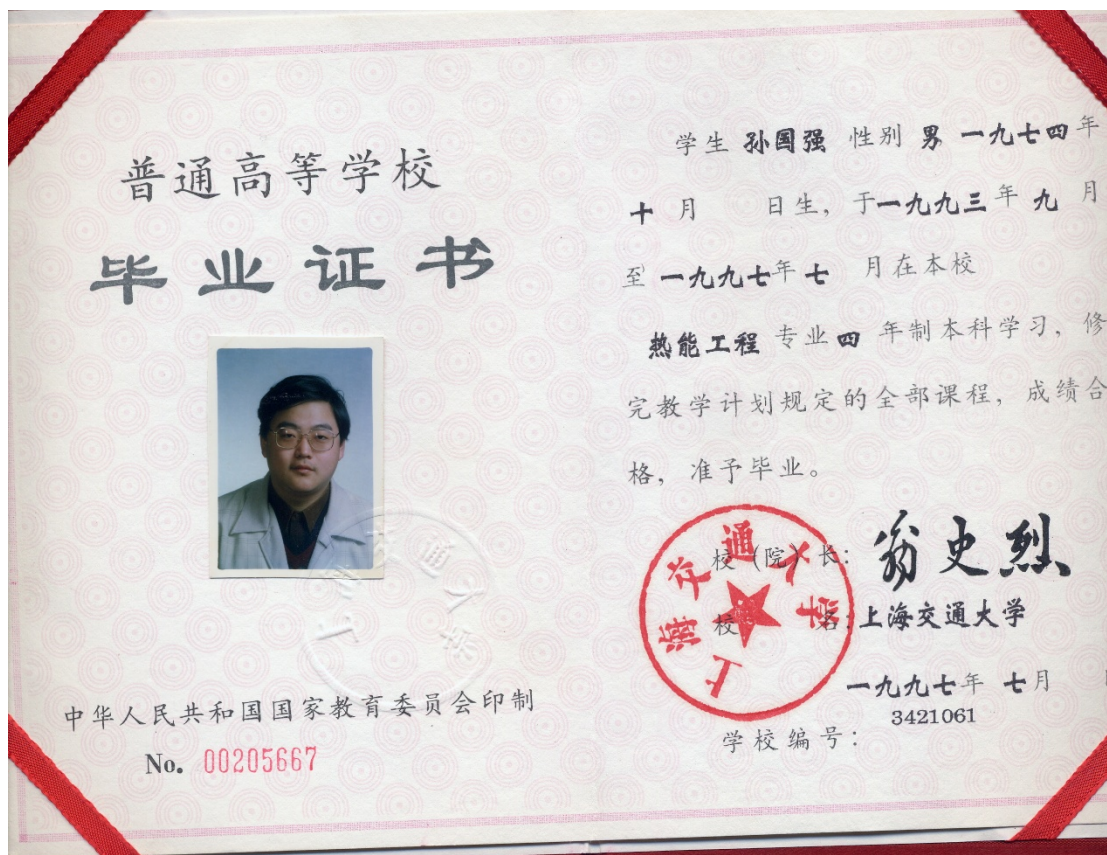 普通高等学校
毕业证书
中华人民共和国国家教育委员会印制
No. 00205667
学生 孙国强 性别 男 一九七四年
十 月 日生, 于一九九三年 九 月
至 一九九七年 七 月在本校
热能工程 专业 四 年制本科学习, 修
完教学计划规定的全部课程, 成绩合
格, 准予毕业。
校 (院) 长: 翁史烈
校 名: 上海交通大学
上海交通大学
一九九七年 七月
3421061
学校编号: